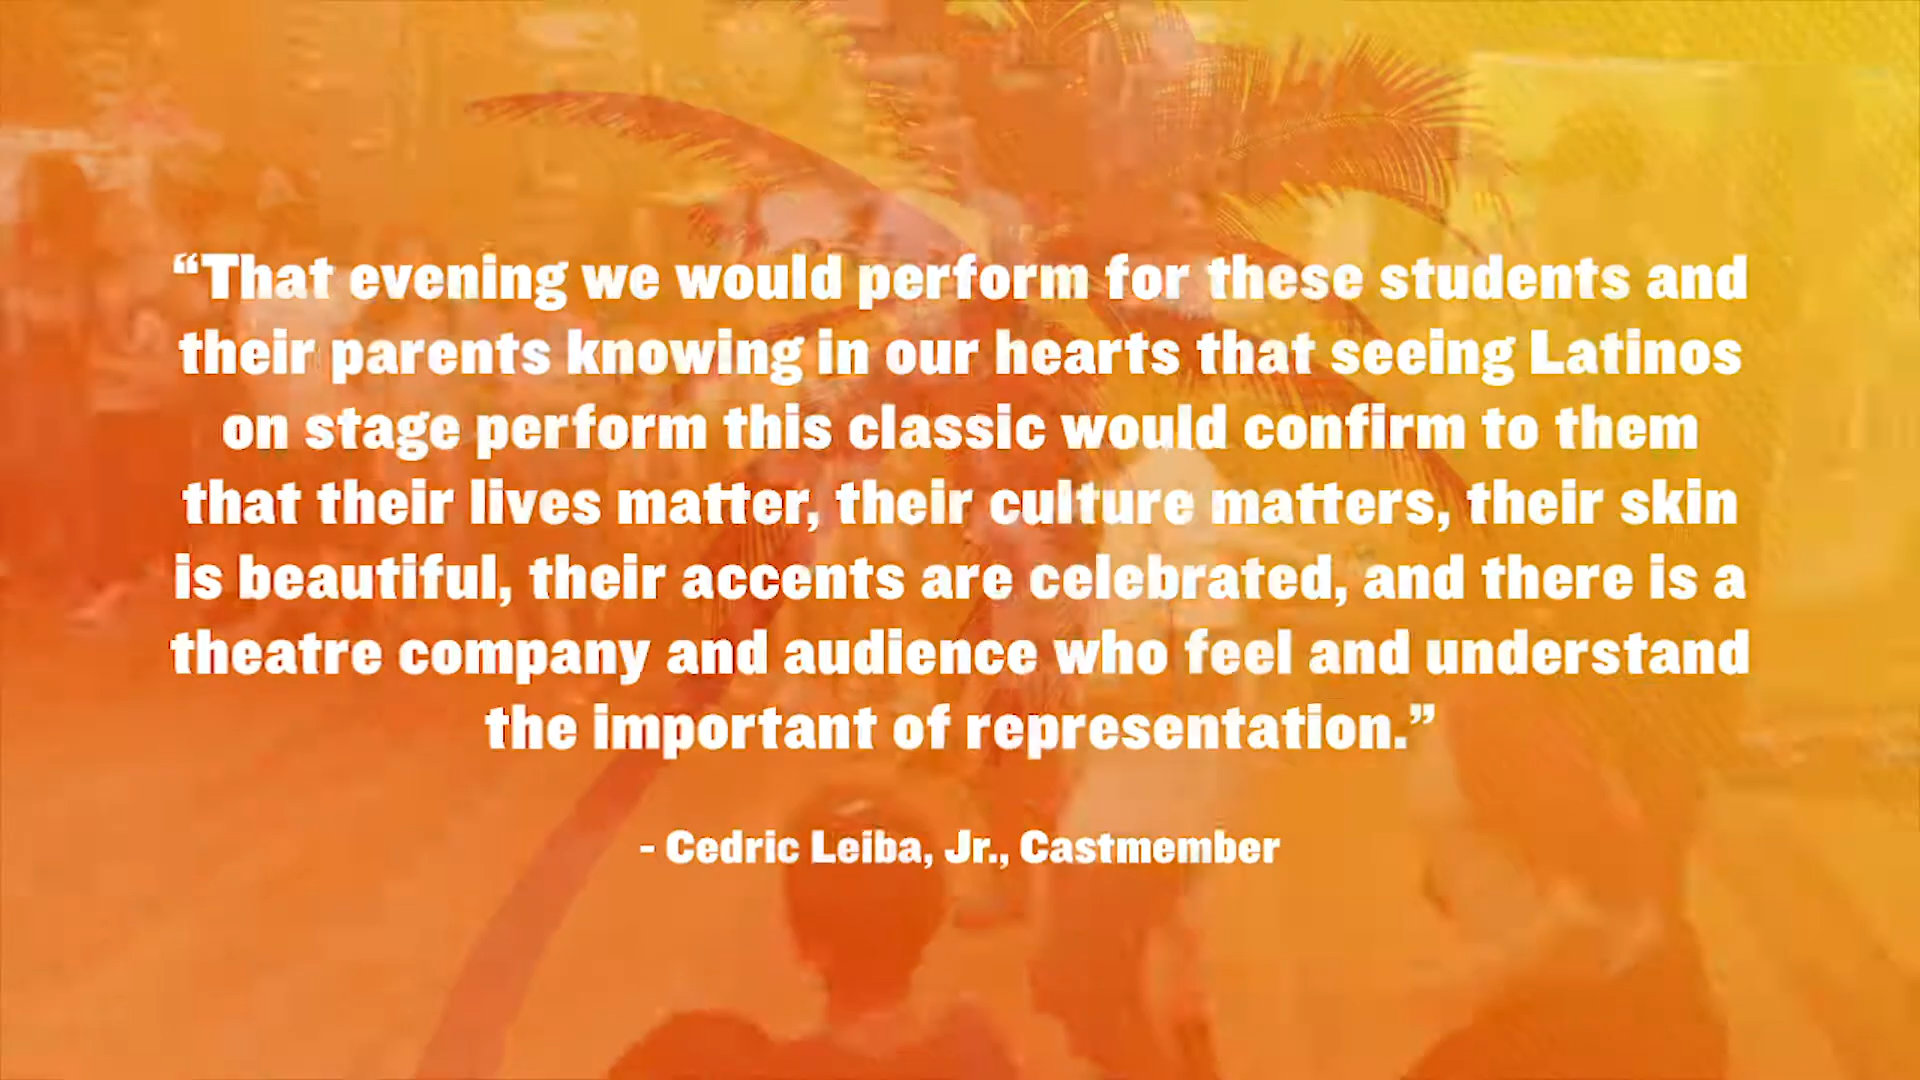 “That evening we would perform for these students and
their parents knowing in our hearts that seeing Latinos
on stage perform this classic would confirm to them
that their lives matter, their culture matters, their skin
is beautiful, their accents are celebrated, and there is a
theatre company and audience who feel and understand
the important of representation.”
- Cedric Leiba, Jr., Castmember